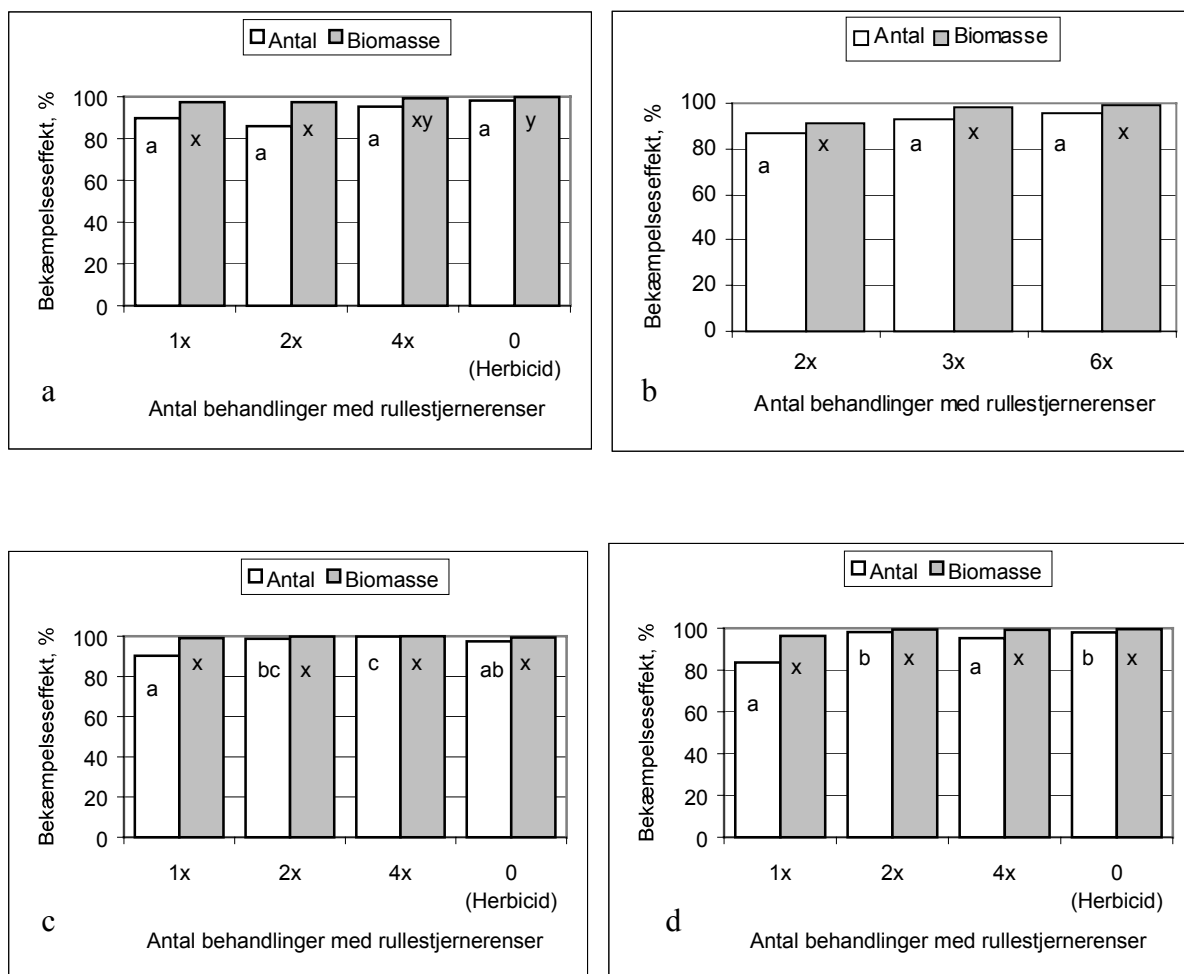 Antal Biomasse
Bekæmpelseseffekt, %
100
80
60
40
20
0
a x a x a xy a y
1x 2x 4x 0
(Herbicid)
a
Antal behandlinger med rullestjernerenser
Antal Biomasse
Bekæmpelseseffekt, %
100
80
60
40
20
0
a x a x a x
2x 3x 6x
b
Antal behandlinger med rullestjernerenser
Antal Biomasse
Bekæmpelseseffekt, %
100
80
60
40
20
0
a x bc x c x ab x
1x 2x 4x 0
(Herbicid)
c
Antal behandlinger med rullestjernerenser
Antal Biomasse
Bekæmpelseseffekt, %
100
80
60
40
20
0
a x b x a x b x
1x 2x 4x 0
(Herbicid)
d
Antal behandlinger med rullestjernerenser